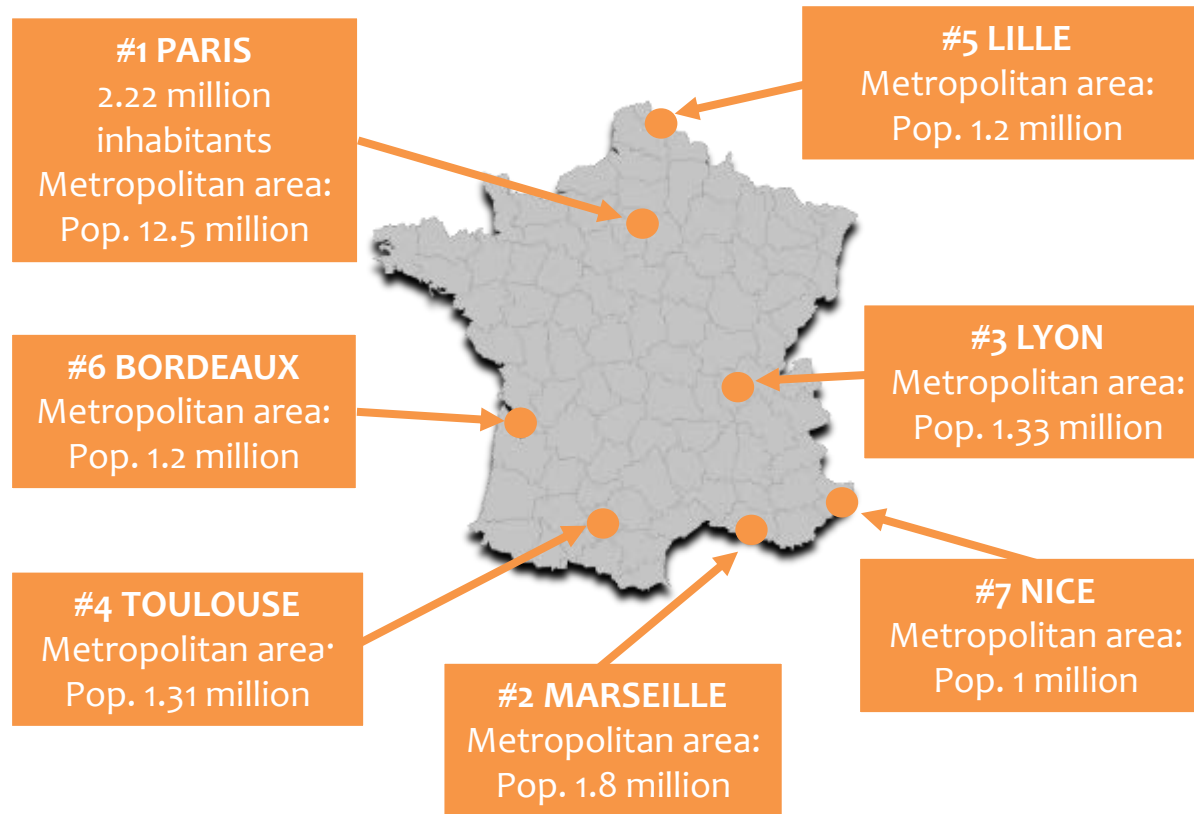 #1 PARIS
2.22 million
inhabitants
Metropolitan area:
Pop. 12.5 million
#5 LILLE
Metropolitan area:
Pop. 1.2 million
#6 BORDEAUX
Metropolitan area:
Pop. 1.2 million
#3 LYON
Metropolitan area:
Pop. 1.33 million
#4 TOULOUSE
Metropolitan area:
Pop. 1.31 million
#2 MARSEILLE
Metropolitan area:
Pop. 1.8 million
#7 NICE
Metropolitan area:
Pop. 1 million